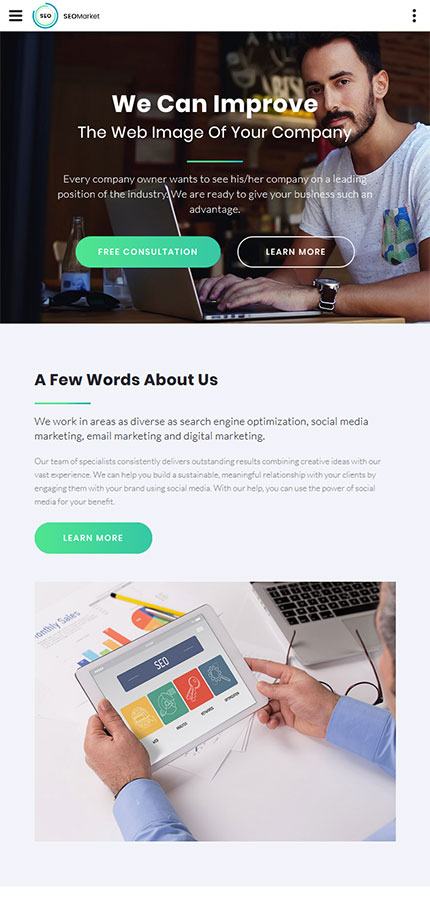 SEO
SEOMarket
We Can Improve
The Web Image Of Your Company
Every company owner wants to see his/her company on a leading
position of the industry. We are ready to give your business such an
advantage.
FREE CONSULTATION
LEARN MORE
A Few Words About Us
We work in areas as diverse as search engine optimization, social media
marketing, email marketing and digital marketing.
Our team of specialists consistently delivers outstanding results combining creative ideas with our
vast experience. We can help you build a sustainable, meaningful relationship with your clients by
engaging them with your brand using social media. With our help, you can use the power of social
media for your benefit.
LEARN MORE
Monthly Sales
SEO
WEB
ANALYSIS
KEYWORDS
OPTIMIZATION